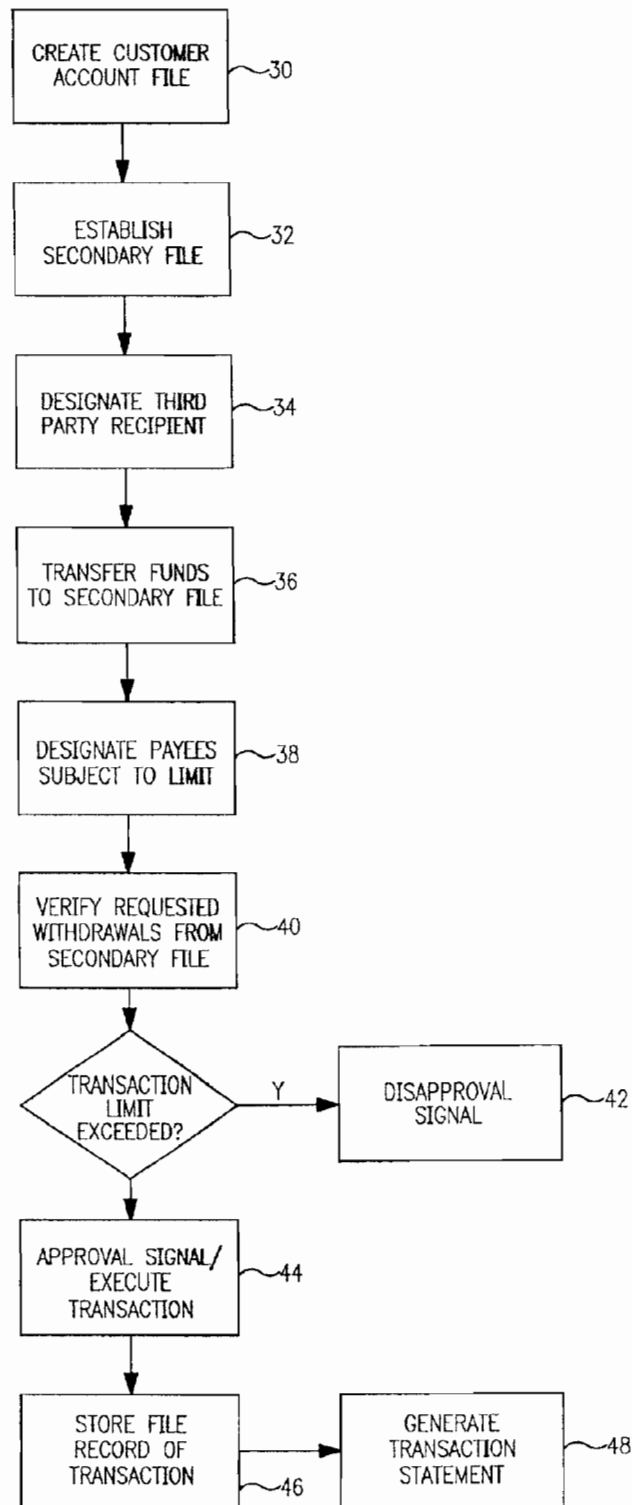 CREATE CUSTOMER
ACCOUNT FILE
30
ESTABLISH
SECONDARY FILE
32
DESIGNATE THIRD
PARTY RECIPIENT
34
TRANSFER FUNDS
TO SECONDARY FILE
36
DESIGNATE PAYEES
SUBJECT TO LIMIT
38
VERIFY REQUESTED
WITHDRAWALS FROM
SECONDARY FILE
40
TRANSACTION
LIMIT
EXCEEDED?
Y
DISAPPROVAL
SIGNAL
42
APPROVAL SIGNAL/
EXECUTE
TRANSACTION
44
STORE FILE
RECORD OF
TRANSACTION
46
GENERATE
TRANSACTION
STATEMENT
48